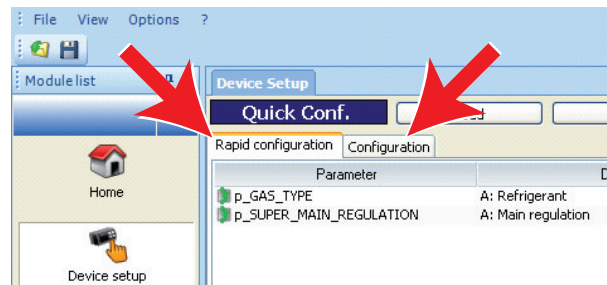 File View Options ?
Module list
Device Setup
Quick Conf.
Rapid configuration Configuration
Parameter
p_GAS_TYPE A: Refrigerant
p_SUPER_MAIN_REGULATION A: Main regulation
Home
Device setup